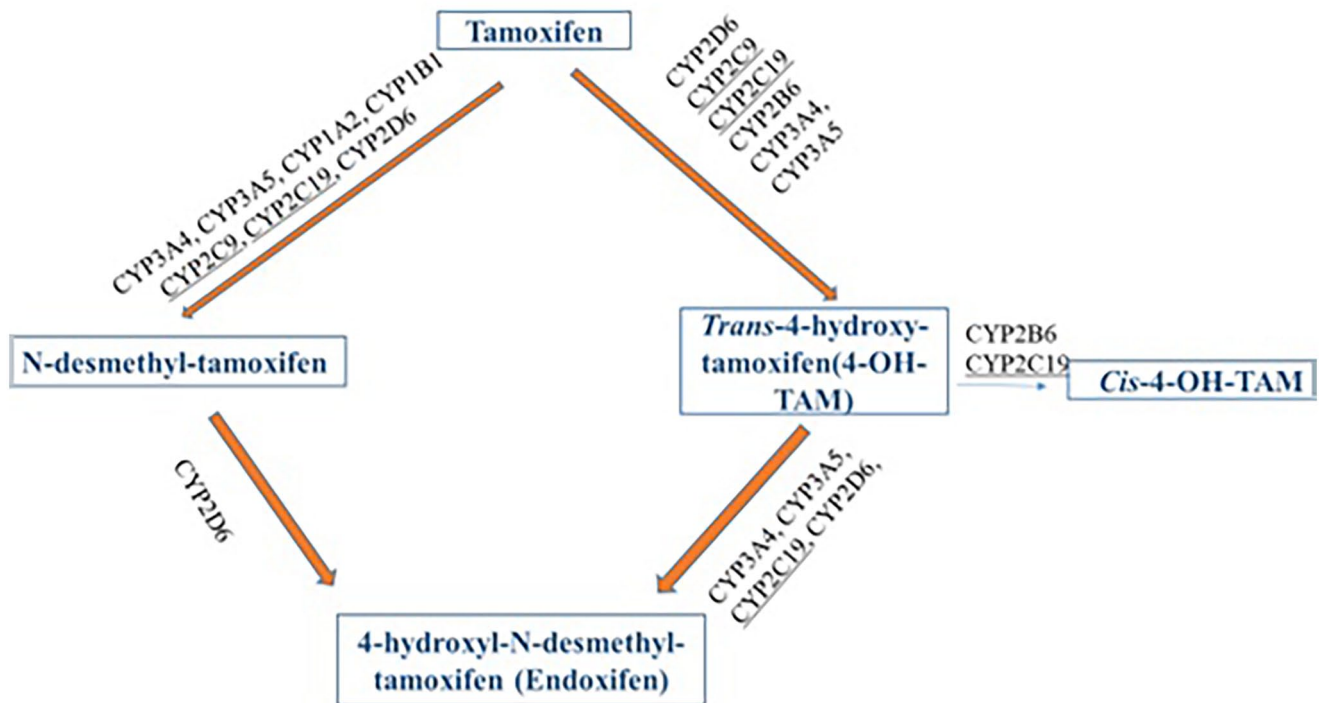 Tamoxifen
CYP3A4, CYP3A5, CYP1A2, CYP1B1
CYP2C9, CYP2C19, CYP2D6
CYP2D6
CYP2C9
CYP2C19
CYP2B6
CYP3A4,
CYP3A5
N-desmethyl-tamoxifen
Trans-4-hydroxy-
tamoxifen(4-OH-
TAM)
CYP2B6
CYP2C19
Cis-4-OH-TAM
CYP2D6
CYP3A4, CYP3A5,
CYP2C19, CYP2D6,
4-hydroxyl-N-desmethyl-
tamoxifen (Endoxifen)